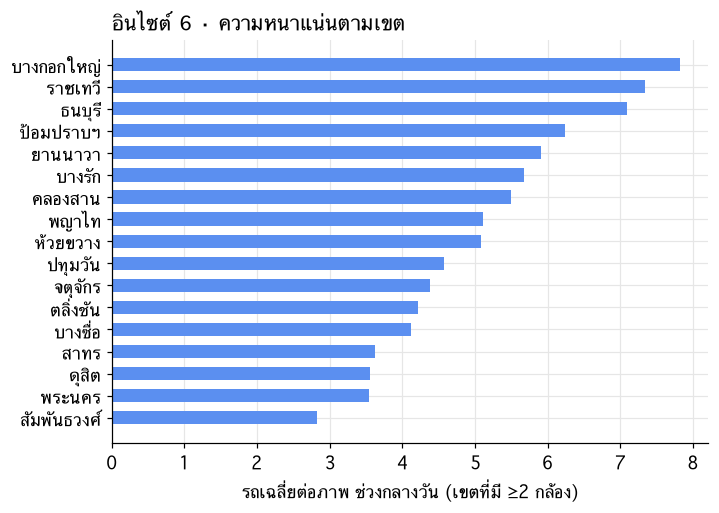 อินไซต์ 6 · ความหนาแน่นตามเขต
บางกอกใหญ่
ราชเทวี
ธนบุรี
ป้อมปราบฯ
ยานนาวา
บางรัก
คลองสาน
พญาไท
ห้วยขวาง
ปทุมวัน
จตุจักร
ตลิ่งชัน
บางซื่อ
สาทร
ดุสิต
พระนคร
สัมพันธวงศ์
0 1 2 3 4 5 6 7 8
รถเฉลี่ยต่อภาพ ช่วงกลางวัน (เขตที่มี ≥2 กล้อง)